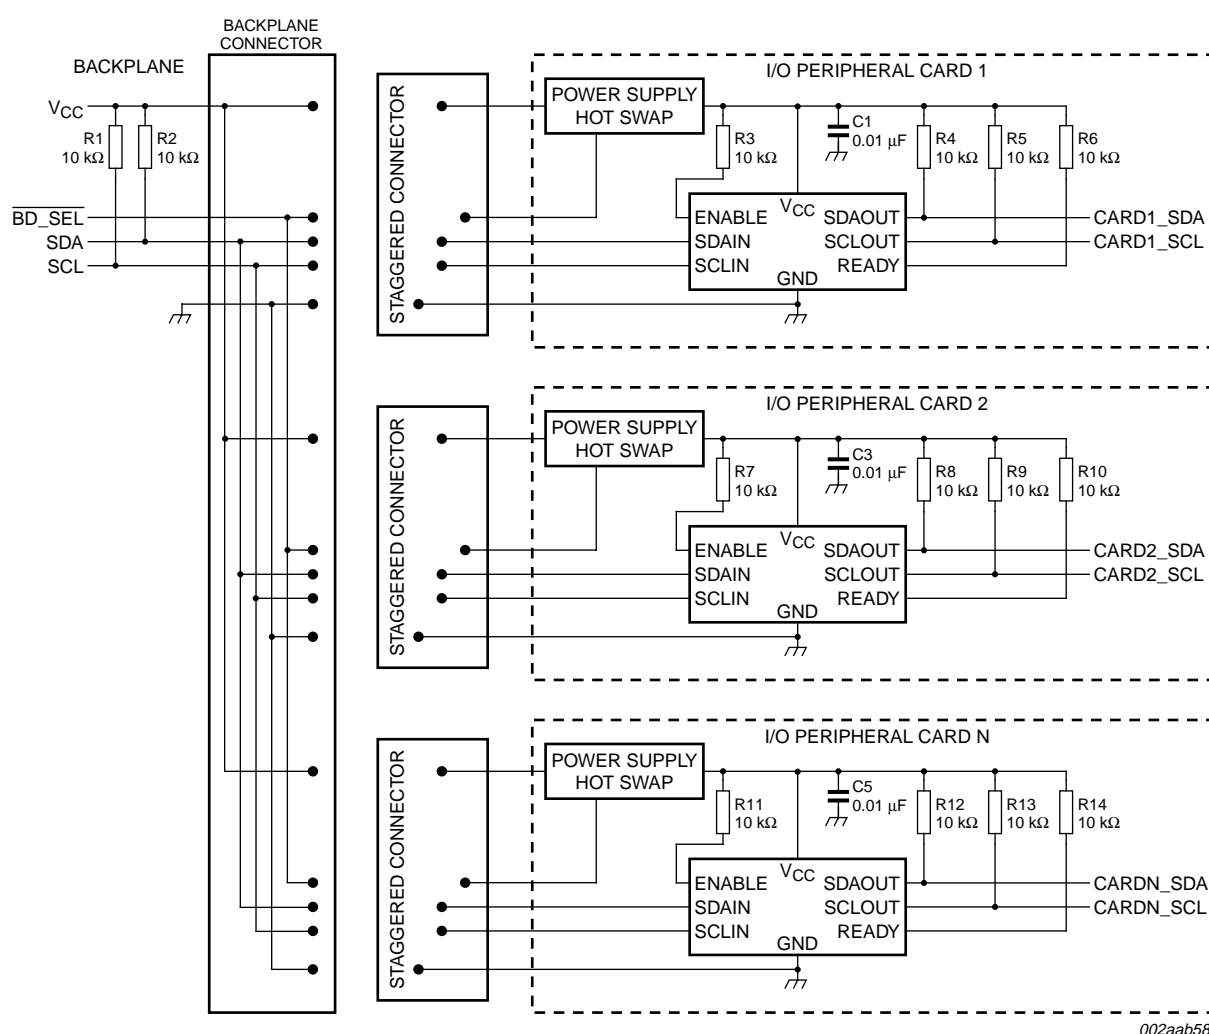 BACKPLANE
CONNECTOR
BACKPLANE
VCC
R1
10 kΩ
R2
10 kΩ
BD_SEL
SDA
SCL
STAGGERED CONNECTOR
I/O PERIPHERAL CARD 1
POWER SUPPLY
HOT SWAP
R3
10 kΩ
C1
0.01 μF
R4
10 kΩ
R5
10 kΩ
R6
10 kΩ
VCC
ENABLE
SDAIN
SCLIN
GND
SDAOUT
SCLOUT
READY
CARD1_SDA
CARD1_SCL
STAGGERED CONNECTOR
I/O PERIPHERAL CARD 2
POWER SUPPLY
HOT SWAP
R7
10 kΩ
C3
0.01 μF
R8
10 kΩ
R9
10 kΩ
R10
10 kΩ
VCC
ENABLE
SDAIN
SCLIN
GND
SDAOUT
SCLOUT
READY
CARD2_SDA
CARD2_SCL
STAGGERED CONNECTOR
I/O PERIPHERAL CARD N
POWER SUPPLY
HOT SWAP
R11
10 kΩ
C5
0.01 μF
R12
10 kΩ
R13
10 kΩ
R14
10 kΩ
VCC
ENABLE
SDAIN
SCLIN
GND
SDAOUT
SCLOUT
READY
CARDN_SDA
CARDN_SCL
002aab58